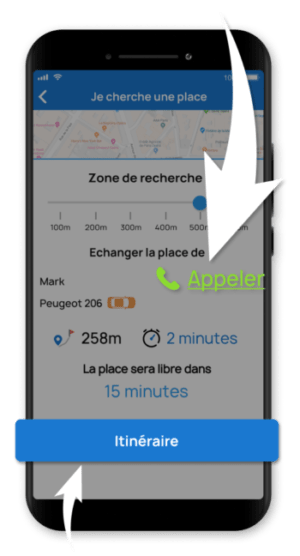 10
Je cherche une place
Zone de recherche
100m 200m 300m 400m 500m
Echanger la place de
Appeler
Mark
Peugeot 206
258m 2 minutes
La place sera libre dans
15 minutes
Itinéraire